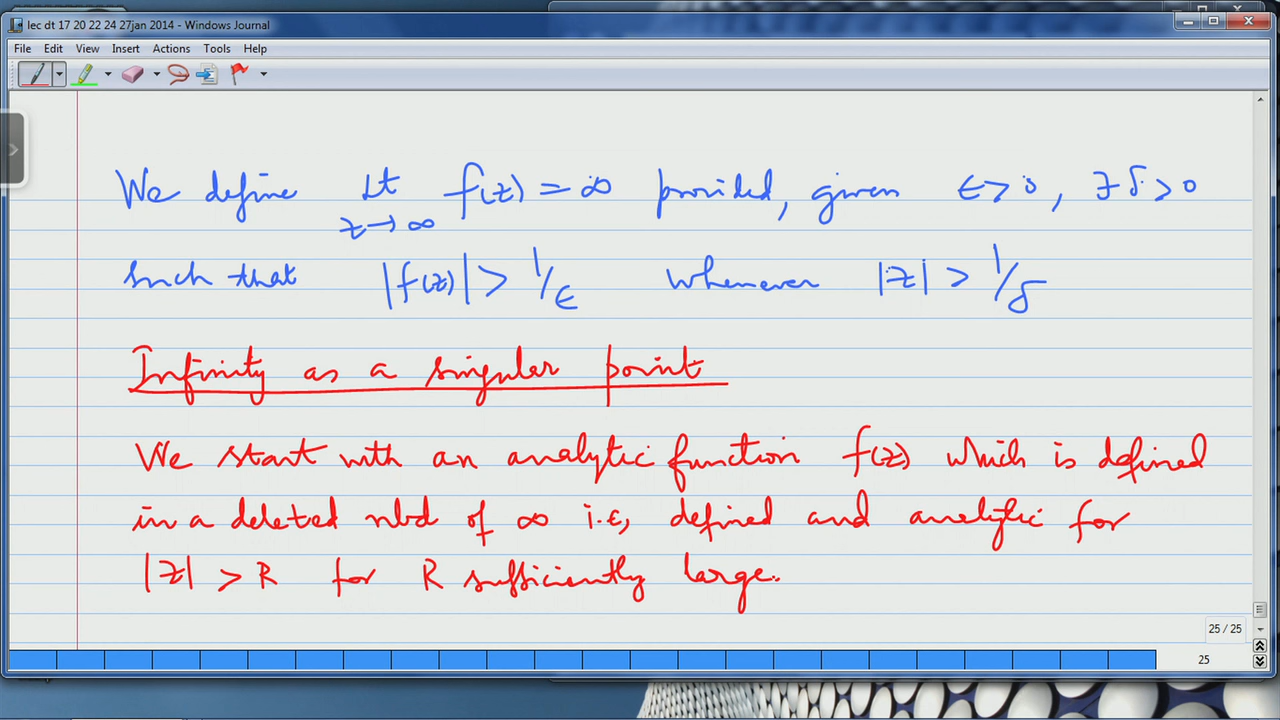 lec dt 17 20 22 24 27jan 2014 - Windows Journal
File Edit View Insert Actions Tools Help
We define Lt f(z) = ∞ provided, given ϵ > 0, ∃ δ > 0
z → ∞
such that |f(z)| > 1/ϵ whenever |z| > 1/δ
Infinity as a singular point
We start with an analytic function f(z) which is defined
in a deleted nbd of ∞ i.e, defined and analytic for
|z| > R for R sufficiently large.
25 / 25
25